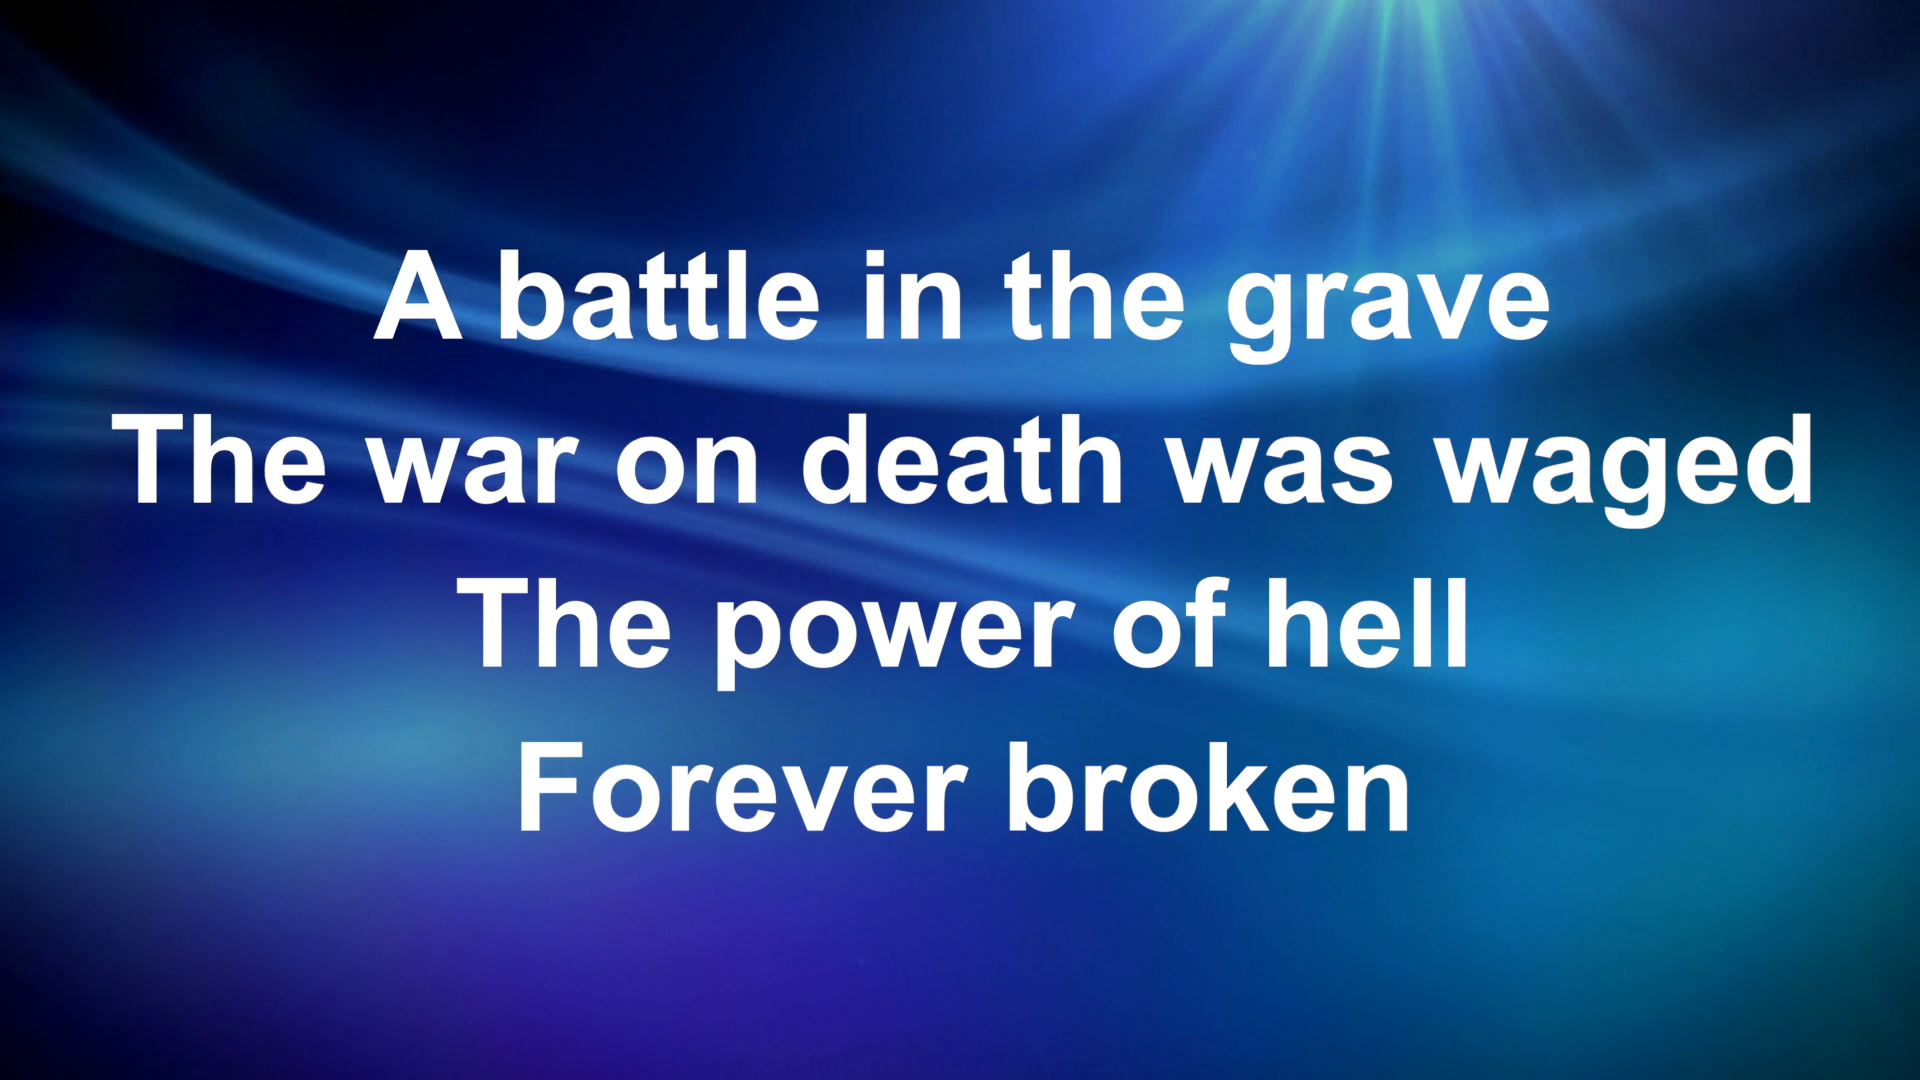 A battle in the grave
The war on death was waged
The power of hell
Forever broken